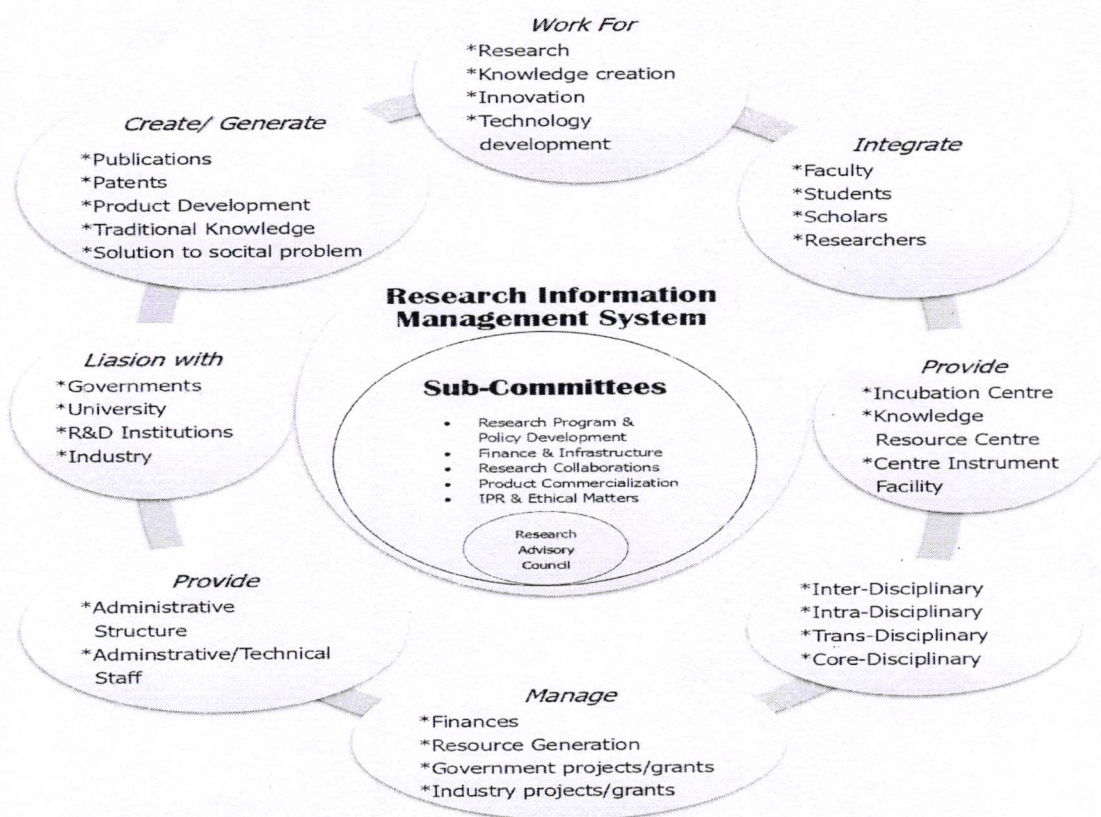 Work For
*Research
*Knowledge creation
*Innovation
*Technology
development
Integrate
*Faculty
*Students
*Scholars
*Researchers
Provide
*Incubation Centre
*Knowledge
Resource Centre
*Centre Instrument
Facility
*Inter-Disciplinary
*Intra-Disciplinary
*Trans-Disciplinary
*Core-Disciplinary
Manage
*Finances
*Resource Generation
*Government projects/grants
*Industry projects/grants
Provide
*Administrative
Structure
*Adminstrative/Technical
Staff
Liasion with
*Governments
*University
*R&D Institutions
*Industry
Create/ Generate
*Publications
*Patents
*Product Development
*Traditional Knowledge
*Solution to socital problem
Research Information
Management System
Sub-Committees
• Research Program &
Policy Development
• Finance & Infrastructure
• Research Collaborations
• Product Commercialization
• IPR & Ethical Matters
Research
Advisory
Council